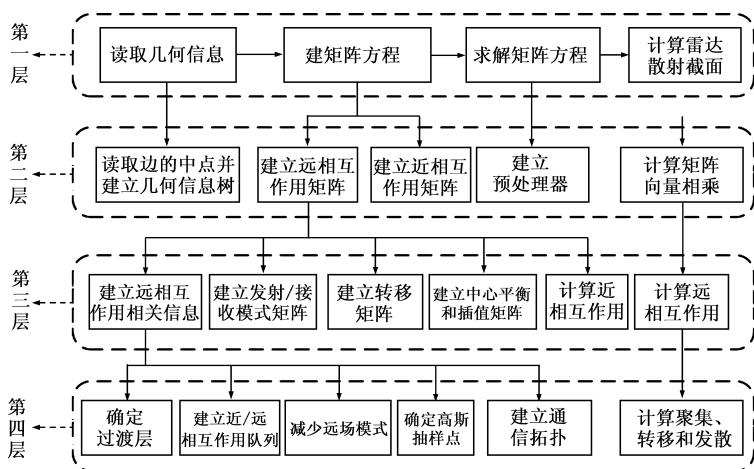 第一层
读取几何信息
建矩阵方程
求解矩阵方程
计算雷达
散射截面
第二层
读取边的中点并
建立几何信息树
建立远相互
作用矩阵
建立近相互
作用矩阵
建立
预处理器
计算矩阵
向量相乘
第三层
建立远相互
作用相关信息
建立发射/接
收模式矩阵
建立转移
矩阵
建立中心平衡
和插值矩阵
计算近
相互作用
计算远
相互作用
第四层
确定
过渡层
建立近/远
相互作用队列
减少远场模式
确定高斯
抽样点
建立通
信拓扑
计算聚集、
转移和发散